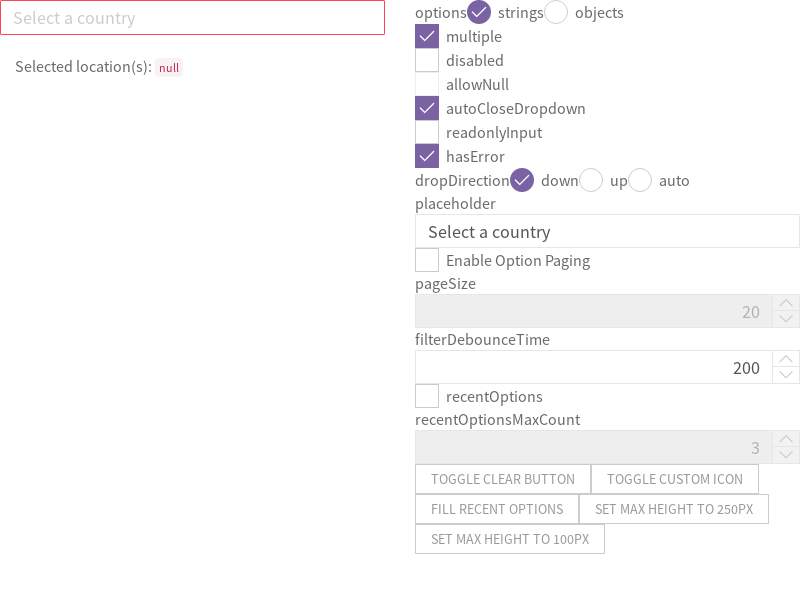 Select a country
Selected location(s): null
options strings objects
multiple
disabled
allowNull
autoCloseDropdown
readonlyInput
hasError
dropDirection down up auto
placeholder
Select a country
Enable Option Paging
pageSize
20
filterDebounceTime
200
recentOptions
recentOptionsMaxCount
3
TOGGLE CLEAR BUTTON TOGGLE CUSTOM ICON
FILL RECENT OPTIONS SET MAX HEIGHT TO 250PX
SET MAX HEIGHT TO 100PX